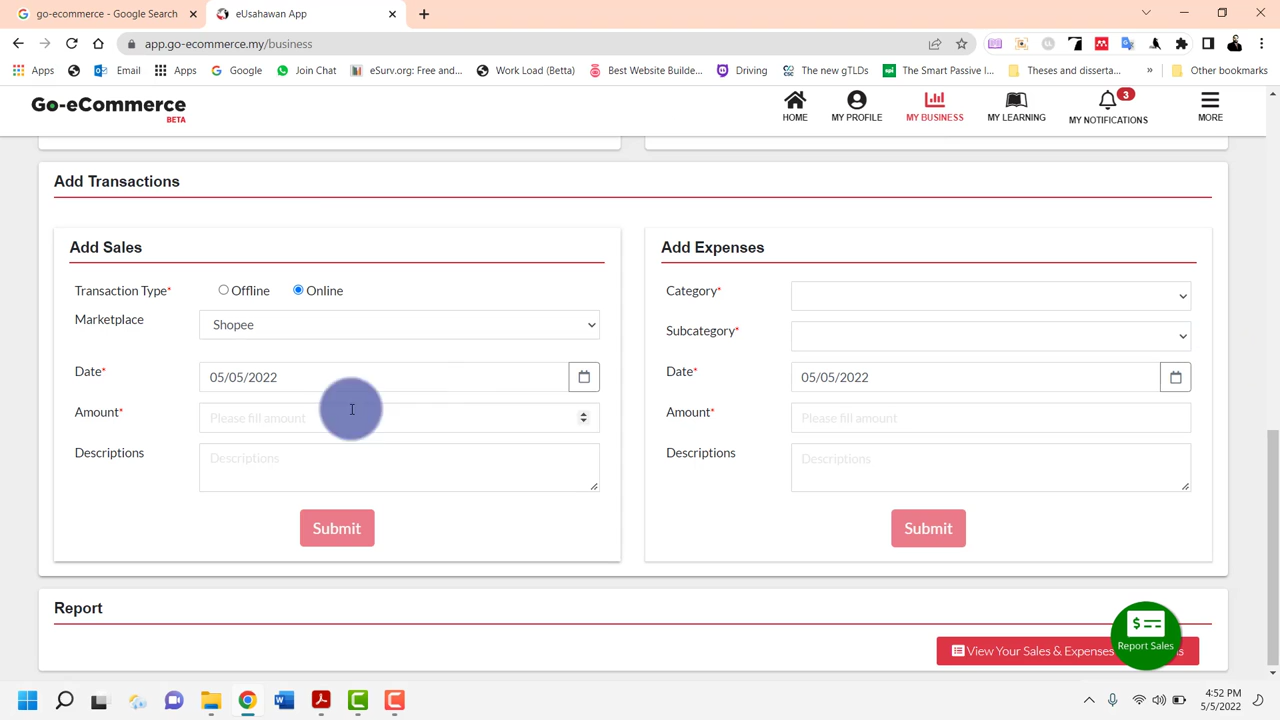 go-ecommerce - Google Search
eUsahawan App
app.go-ecommerce.my/business
Apps
Email
Google
Join Chat
eSurv.org: Free and...
Work Load (Betta)
Best Website Builde...
Driving
The new gTLDs
The Smart Passive I...
Theses and disserta...
Other bookmarks
Go-eCommerce
BETA
HOME
MY PROFILE
MY BUSINESS
MY LEARNING
3
MY NOTIFICATIONS
MORE
Add Transactions
Add Sales
Transaction Type*
Offline
Online
Marketplace
Shopee
Date*
05/05/2022
Amount*
Please fill amount
Descriptions
Descriptions
Submit
Add Expenses
Category*
Subcategory*
Date*
05/05/2022
Amount*
Please fill amount
Descriptions
Descriptions
Submit
Report
View Your Sales & Expenses
Report Sales
4:52 PM
5/5/2022